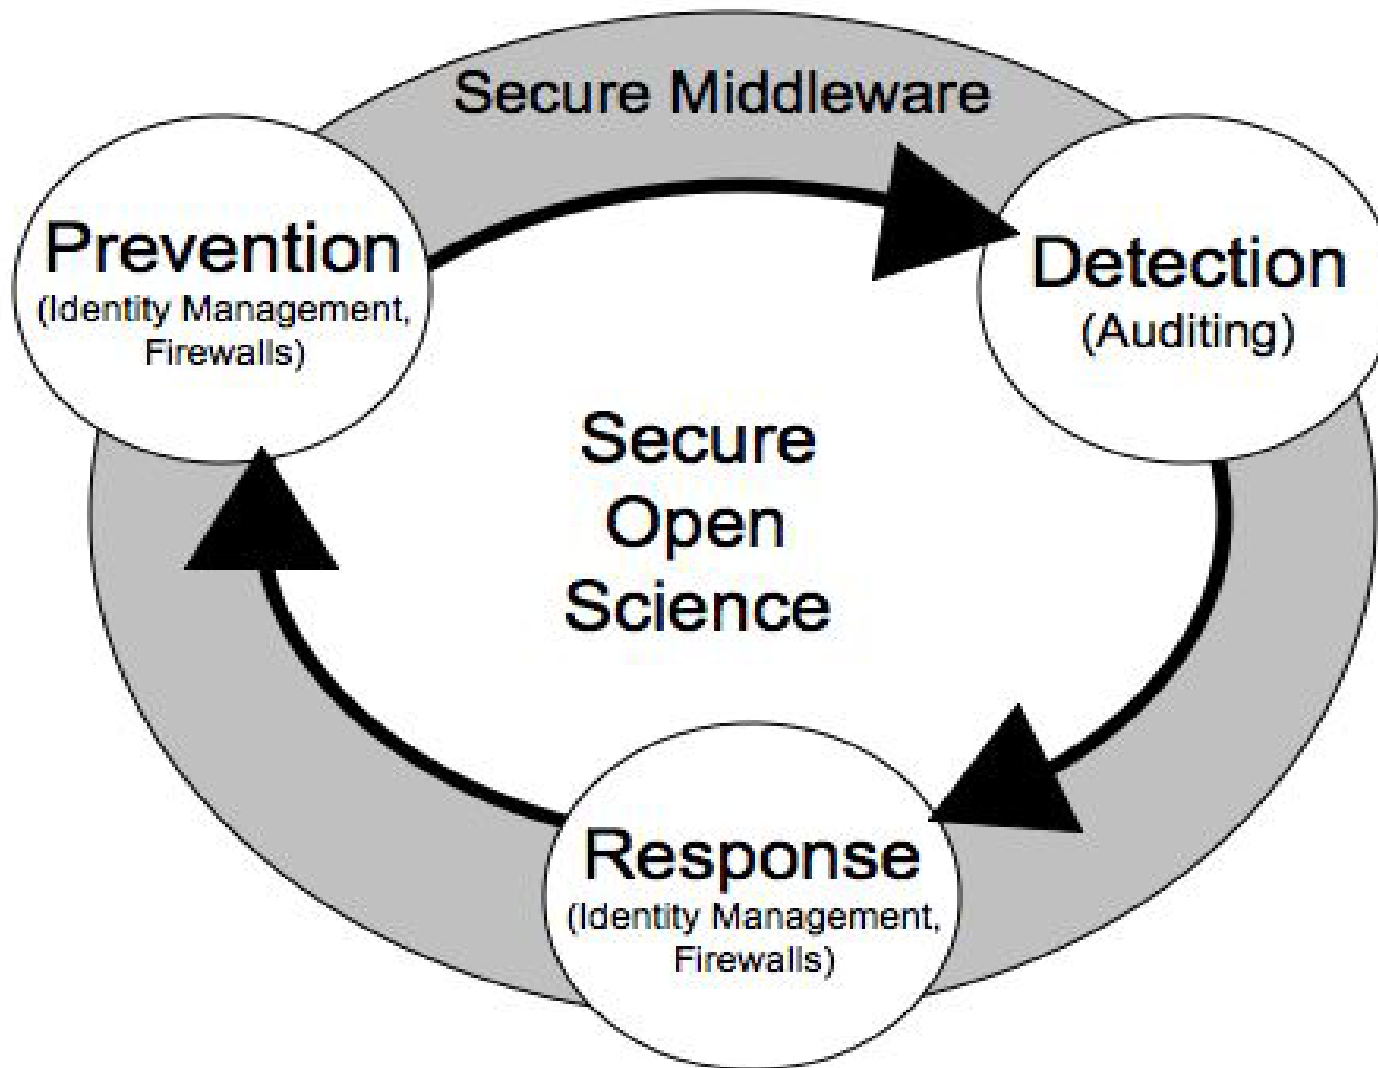 Secure Middleware
Prevention
(Identity Management,
Firewalls)
Detection
(Auditing)
Secure
Open
Science
Response
(Identity Management,
Firewalls)